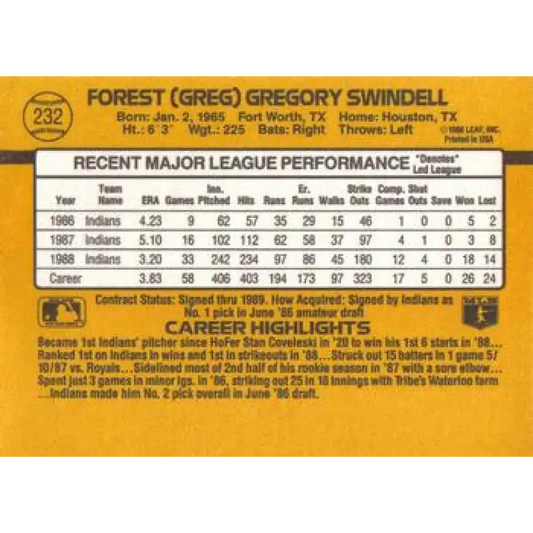 232
FOREST (GREG) GREGORY SWINDELL
Born: Jan. 2, 1965 Fort Worth, TX Home: Houston, TX
Ht.: 6'3" Wgt.: 225 Bats: Right Throws: Left
© 1988 LEAF, INC.
Printed in USA
RECENT MAJOR LEAGUE PERFORMANCE "Denotes" Led League
Year Team Name ERA Games Inn. Pitched Hits Runs Er. Runs Walks Strike Outs Comp. Games Shut Outs Save Won Lost
1986 Indians 4.23 9 62 57 35 29 15 46 1 0 0 5 2
1987 Indians 5.10 16 102 112 62 58 37 97 4 1 0 3 8
1988 Indians 3.20 33 242 234 97 86 45 180 12 4 0 18 14
Career 3.83 58 406 403 194 173 97 323 17 5 0 26 24
Contract Status: Signed thru 1989. How Acquired: Signed by Indians as
No. 1 pick in June '86 amateur draft
MLB
CAREER HIGHLIGHTS
Became 1st Indians' pitcher since HoFer Stan Coveleski in '20 to win his 1st 6 starts in '88...
Ranked 1st on Indians in wins and 1st in strikeouts in '88...Struck out 15 batters in 1 game 5/
10/87 vs. Royals...Sidelined most of 2nd half of his rookie season in '87 with a sore elbow...
Spent just 3 games in minor lgs. in '86, striking out 25 in 18 innings with Tribe's Waterloo farm
...Indians made him No. 2 pick overall in June '86 draft.